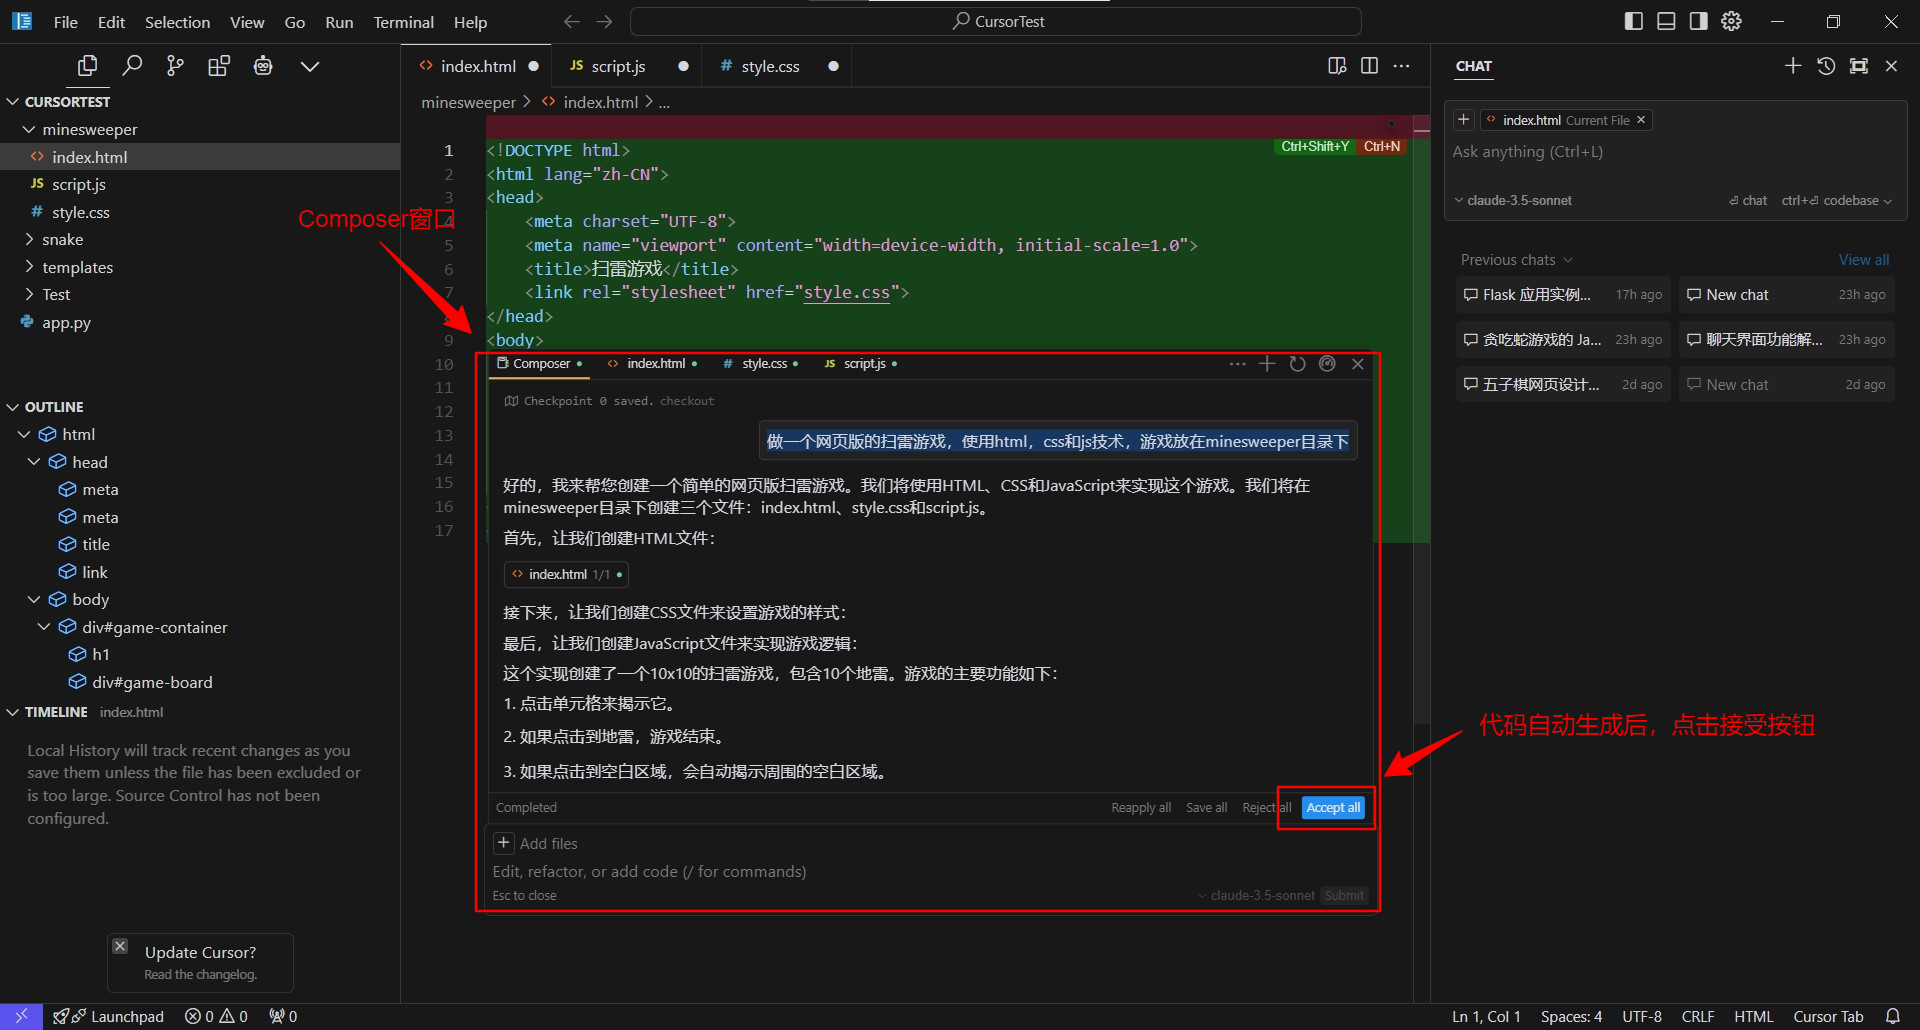 File Edit Selection View Go Run Terminal Help
CursorTest
CURSORTEST
minesweeper
index.html
script.js
style.css
snake
templates
Test
app.py
OUTLINE
html
head
meta
meta
title
link
body
div#game-container
h1
div#game-board
TIMELINE index.html
Local History will track recent changes as you
save them unless the file has been excluded or
is too large. Source Control has not been
configured.
Update Cursor?
Read the changelog.
index.html
JS script.js
# style.css
minesweeper > index.html > ...
Ctrl+Shift+Y Ctrl+N
1 <!DOCTYPE html>
2 <html lang="zh-CN">
3 <head>
4 <meta charset="UTF-8">
5 <meta name="viewport" content="width=device-width, initial-scale=1.0">
6 <title>扫雷游戏</title>
7 <link rel="stylesheet" href="style.css">
8 </head>
9 <body>
10
11
12
13
14
15
16
17
Composer窗口
Composer index.html # style.css JS script.js
Checkpoint 0 saved. checkout
做一个网页版的扫雷游戏，使用html，css和js技术，游戏放在minesweeper目录下
好的，我来帮您创建一个简单的网页版扫雷游戏。我们将使用HTML、CSS和JavaScript来实现这个游戏。我们将在
minesweeper目录下创建三个文件：index.html、style.css和script.js。
首先，让我们创建HTML文件：
index.html 1/1
接下来，让我们创建CSS文件来设置游戏的样式：
最后，让我们创建JavaScript文件来实现游戏逻辑：
这个实现创建了一个10x10的扫雷游戏，包含10个地雷。游戏的主要功能如下：
1. 点击单元格来揭示它。
2. 如果点击到地雷，游戏结束。
3. 如果点击到空白区域，会自动揭示周围的空白区域。
Completed Reapply all Save all Reject all Accept all
+ Add files
Edit, refactor, or add code (/ for commands)
Esc to close claude-3.5-sonnet Submit
代码自动生成后，点击接受按钮
CHAT
+ index.html Current File
Ask anything (Ctrl+L)
claude-3.5-sonnet ⏎ chat ctrl+⏎ codebase
Previous chats View all
Flask 应用实例... 17h ago
New chat 23h ago
贪吃蛇游戏的 Ja... 23h ago
聊天界面功能解... 23h ago
五子棋网页设计... 2d ago
New chat 2d ago
Launchpad 0 0 0
Ln 1, Col 1 Spaces: 4 UTF-8 CRLF HTML Cursor Tab